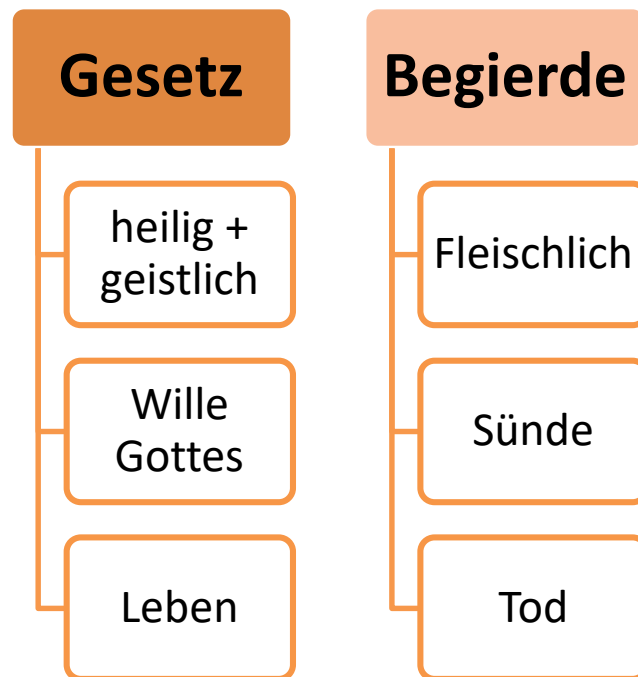 Gesetz
heilig +
geistlich
Wille
Gottes
Leben
Begierde
Fleischlich
Sünde
Tod